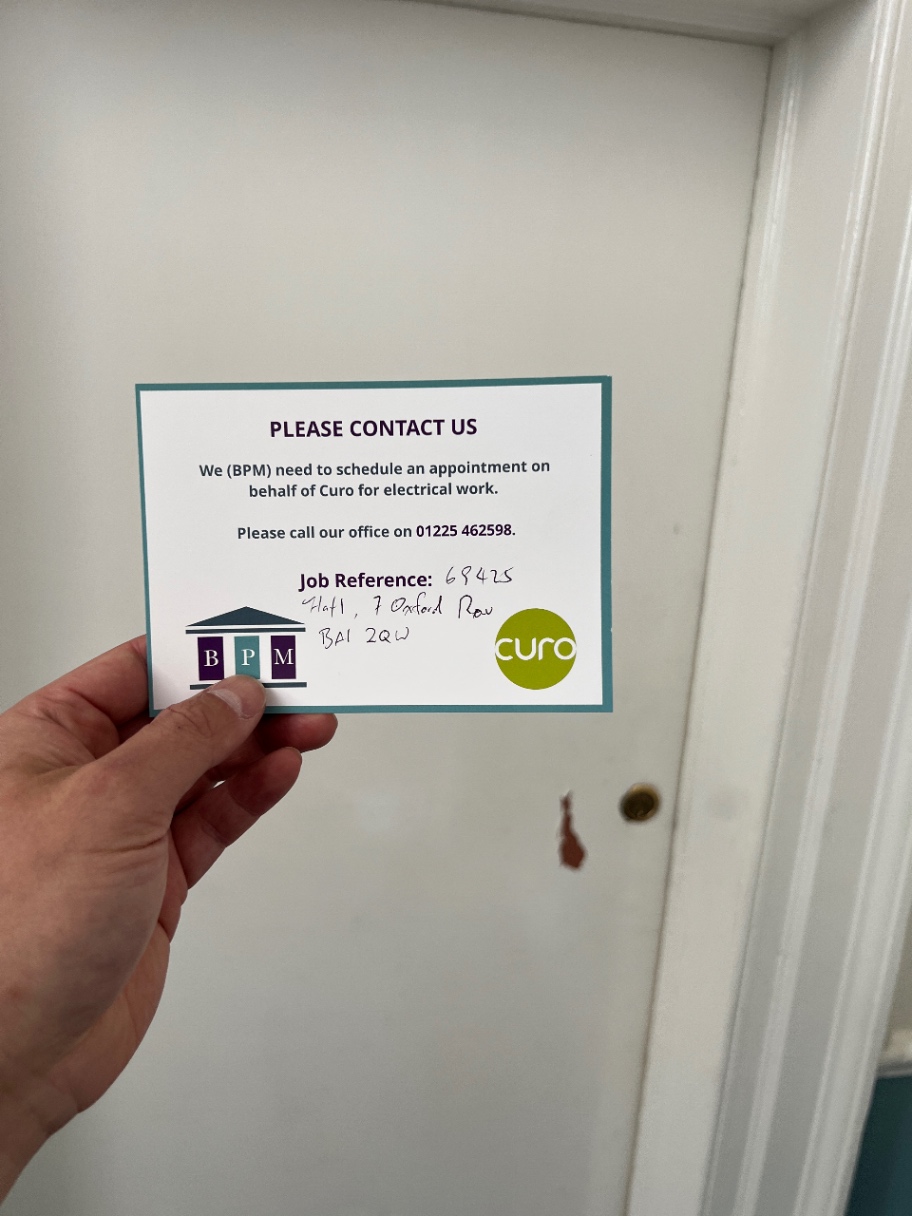 PLEASE CONTACT US
We (BPM) need to schedule an appointment on
behalf of Curo for electrical work.
Please call our office on 01225 462598.
Job Reference: 69425
Flat 1, 7 Oxford Row
BA1 2QW
B P M
curo